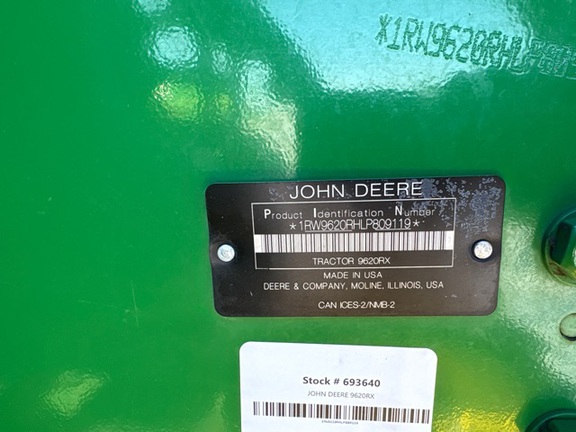 *1RW9620RHLP80
JOHN DEERE
Product Identification Number
*1RW9620RHLP809119*
TRACTOR 9620RX
MADE IN USA
DEERE & COMPANY, MOLINE, ILLINOIS, USA
CAN ICES-2/NMB-2
Stock # 693640
JOHN DEERE 9620RX